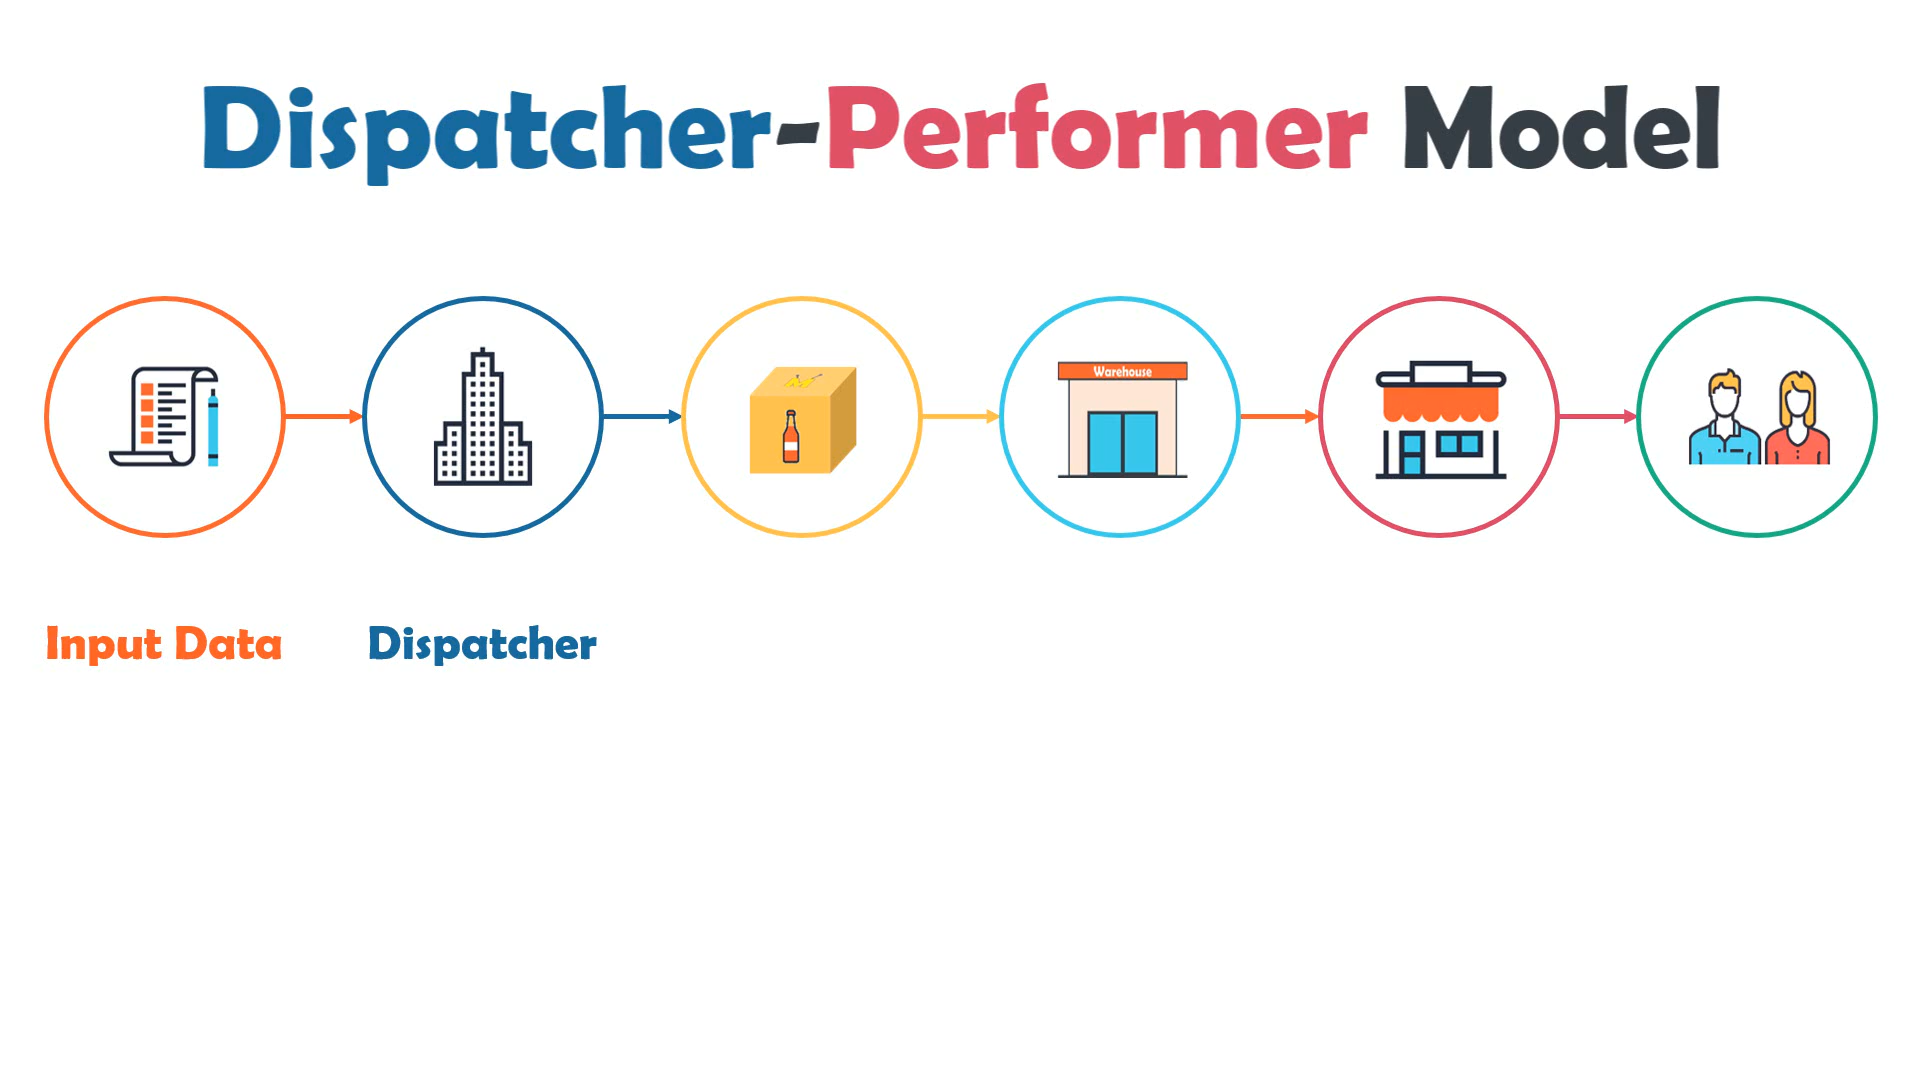 Dispatcher-Performer Model
Warehouse
M
Input Data
Dispatcher